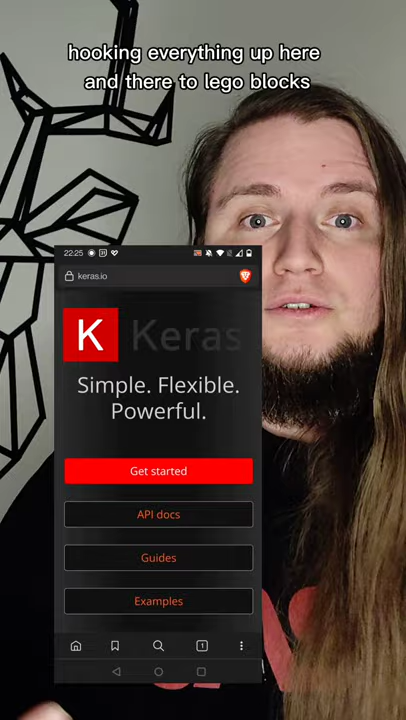 hooking everything up here
and there to lego blocks
22:25
keras.io
K Keras
Simple. Flexible.
Powerful.
Get started
API docs
Guides
Examples
1